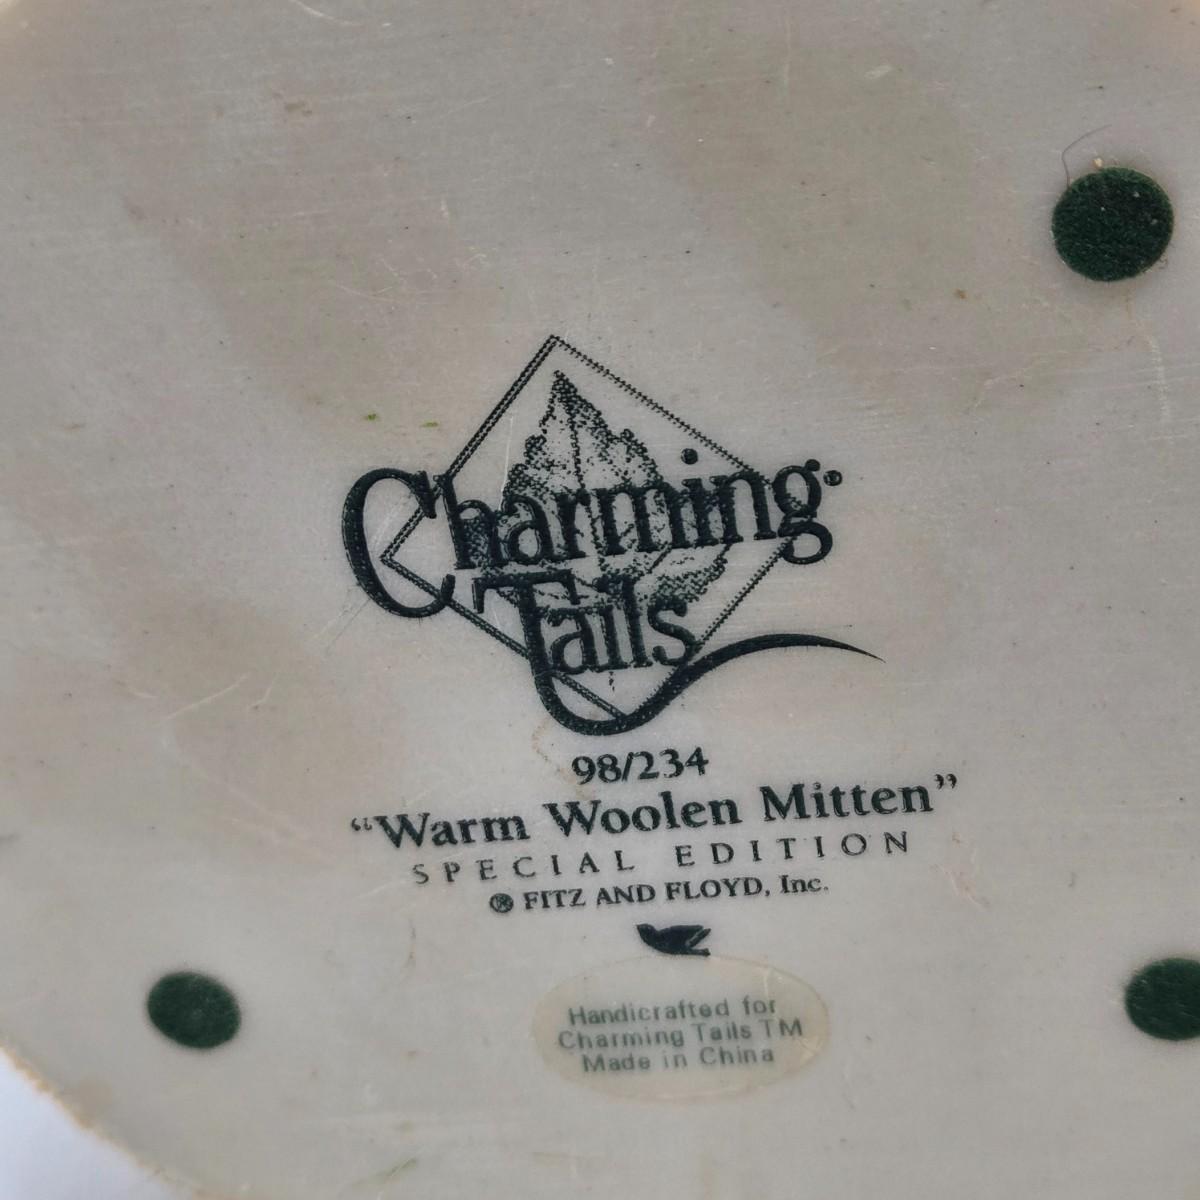 Charming
Tails
98/234
“Warm Woolen Mitten”
SPECIAL EDITION
® FITZ AND FLOYD, Inc.
Handicrafted for
Charming Tails TM
Made in China